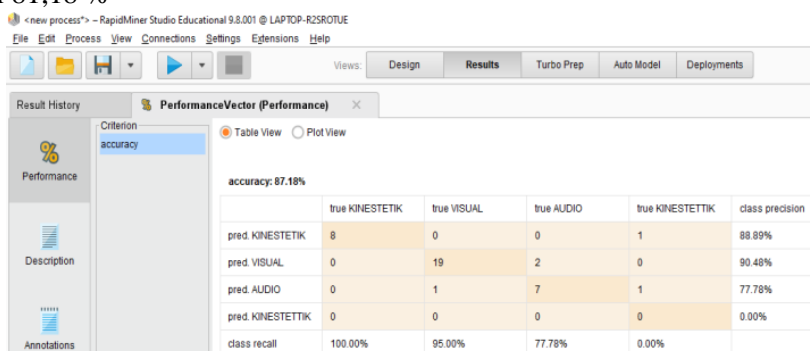 <new process*> – RapidMiner Studio Educational 9.8.001 @ LAPTOP-R2SROTUE
File Edit Process View Connections Settings Extensions Help
Views: Design Results Turbo Prep Auto Model Deployments
Result History PerformanceVector (Performance)
Criterion
accuracy
Table View Plot View
Performance
accuracy: 87.18%
true KINESTETIK true VISUAL true AUDIO true KINESTETTIK class precision
pred. KINESTETIK 8 0 0 1 88.89%
Description
pred. VISUAL 0 19 2 0 90.48%
pred. AUDIO 0 1 7 1 77.78%
pred. KINESTETTIK 0 0 0 0 0.00%
Annotations
class recall 100.00% 95.00% 77.78% 0.00%